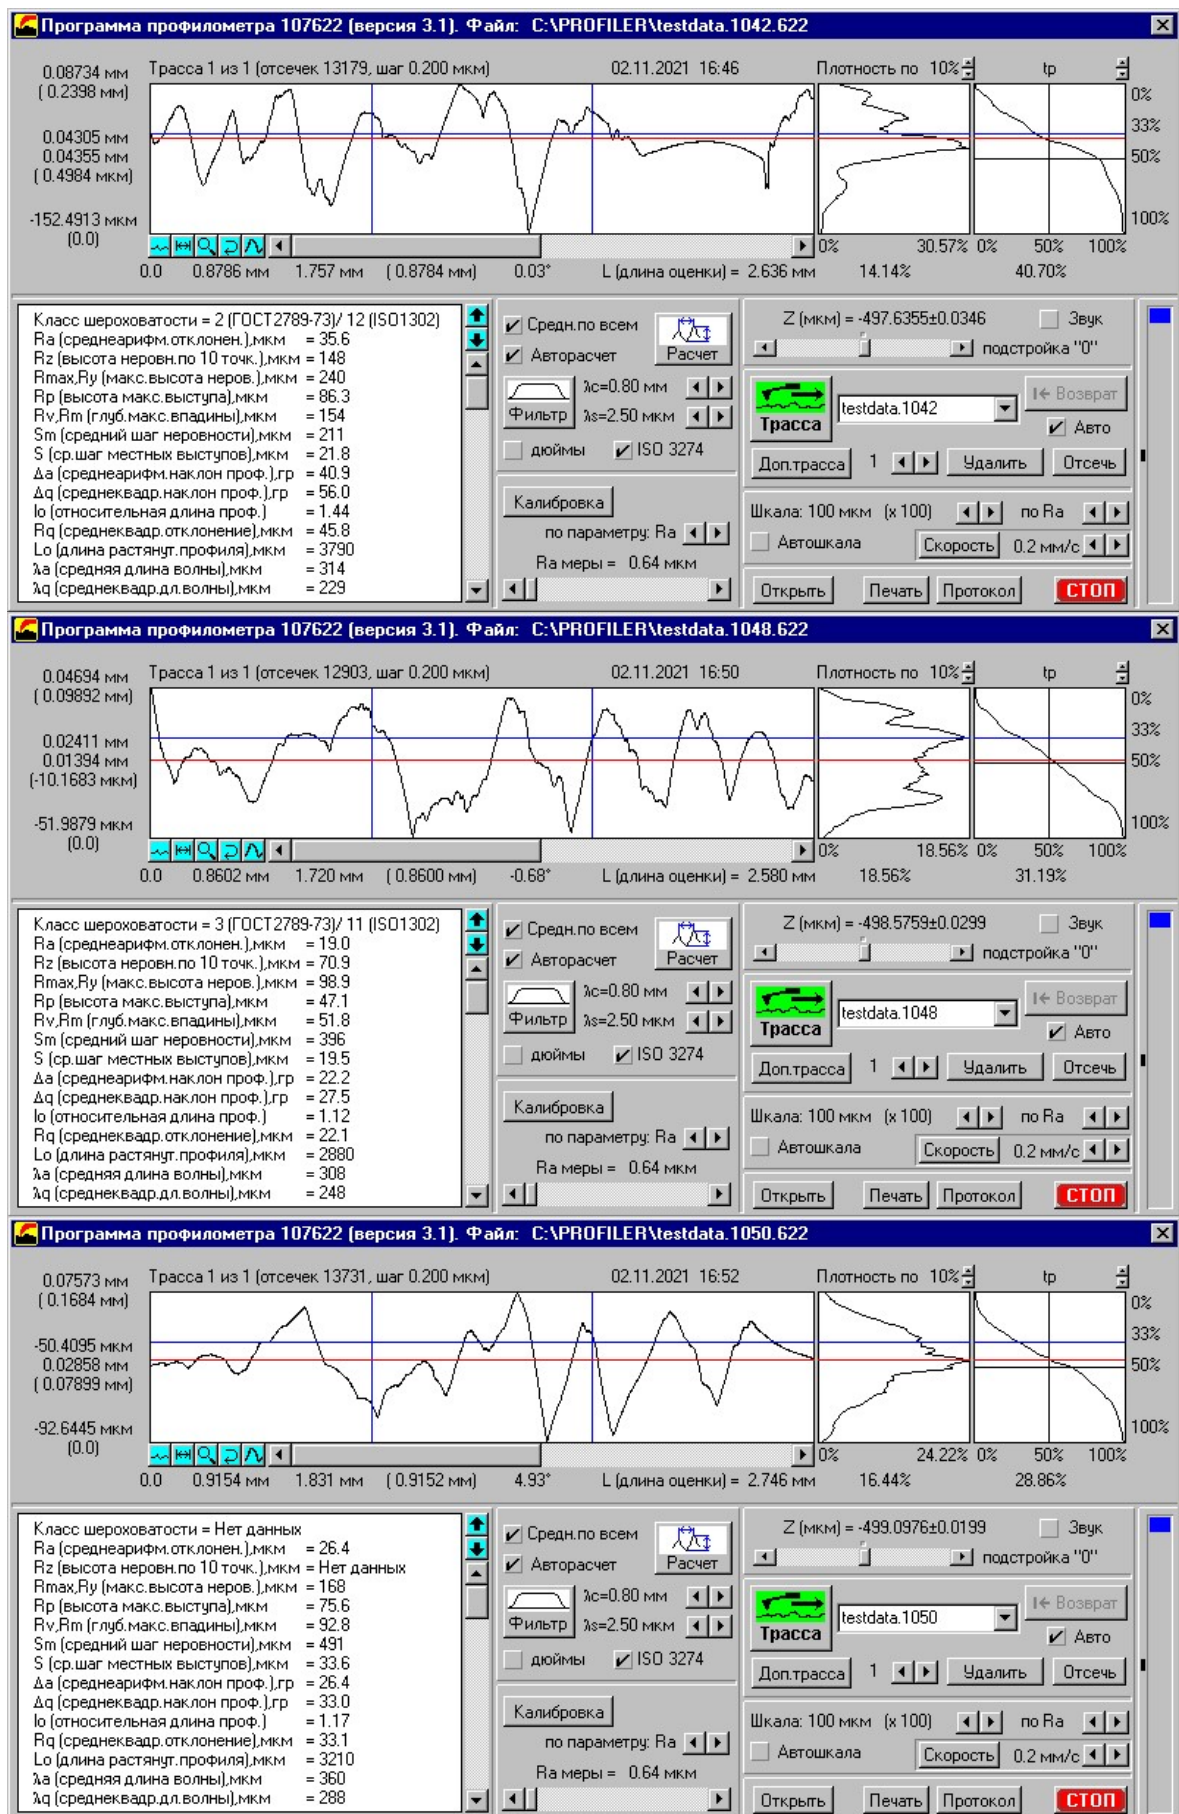 Программа профилометра 107622 (версия 3.1). Файл: C:\PROFILER\testdata.1042.622
0.08734 мм Трасса 1 из 1 (отсечек 13179, шаг 0.200 мкм) 02.11.2021 16:46 Плотность по 10% tp
( 0.2398 мм) 0%
0.04305 мм 33%
0.04355 мм 50%
( 0.4984 мкм)
-152.4913 мкм 100%
(0.0) 0% 30.57% 0% 50% 100%
0.0 0.8786 мм 1.757 мм ( 0.8784 мм) 0.03° L (длина оценки) = 2.636 мм 14.14% 40.70%
Класс шероховатости = 2 (ГОСТ2789-73)/ 12 (ISO1302)
Ra (среднеарифм.отклонен.),мкм = 35.6
Rz (высота неровн.по 10 точк.),мкм = 148
Rmax,Ry (макс.высота неров.),мкм = 240
Rp (высота макс.выступа),мкм = 86.3
Rv,Rm (глуб.макс.впадины),мкм = 154
Sm (средний шаг неровности),мкм = 211
S (ср.шаг местных выступов),мкм = 21.8
Δa (среднеарифм.наклон проф.),гр = 40.9
Δq (среднеквадр.наклон проф.),гр = 56.0
lo (относительная длина проф.) = 1.44
Rq (среднеквадр.отклонение),мкм = 45.8
Lo (длина растянут.профиля),мкм = 3790
λa (средняя длина волны),мкм = 314
λq (среднеквадр.дл.волны),мкм = 229
Средн.по всем
Авторасчет Расчет
Фильтр λc=0.80 мм
λs=2.50 мкм
дюймы ISO 3274
Калибровка
по параметру: Ra
Ra меры = 0.64 мкм
Z (мкм) = -497.6355±0.0346 Звук
подстройка "0"
Трасса testdata.1042 Возврат
Авто
Доп.трасса 1 Удалить Отсечь
Шкала: 100 мкм (x 100) по Ra
Автошкала Скорость 0.2 мм/с
Открыть Печать Протокол СТОП
Программа профилометра 107622 (версия 3.1). Файл: C:\PROFILER\testdata.1048.622
0.04694 мм Трасса 1 из 1 (отсечек 12903, шаг 0.200 мкм) 02.11.2021 16:50 Плотность по 10% tp
( 0.09892 мм) 0%
0.02411 мм 33%
0.01394 мм 50%
(-10.1683 мкм)
-51.9879 мкм 100%
(0.0) 0% 18.56% 0% 50% 100%
0.0 0.8602 мм 1.720 мм ( 0.8600 мм) -0.68° L (длина оценки) = 2.580 мм 18.56% 31.19%
Класс шероховатости = 3 (ГОСТ2789-73)/ 11 (ISO1302)
Ra (среднеарифм.отклонен.),мкм = 19.0
Rz (высота неровн.по 10 точк.),мкм = 70.9
Rmax,Ry (макс.высота неров.),мкм = 98.9
Rp (высота макс.выступа),мкм = 47.1
Rv,Rm (глуб.макс.впадины),мкм = 51.8
Sm (средний шаг неровности),мкм = 396
S (ср.шаг местных выступов),мкм = 19.5
Δa (среднеарифм.наклон проф.),гр = 22.2
Δq (среднеквадр.наклон проф.),гр = 27.5
lo (относительная длина проф.) = 1.12
Rq (среднеквадр.отклонение),мкм = 22.1
Lo (длина растянут.профиля),мкм = 2880
λa (средняя длина волны),мкм = 308
λq (среднеквадр.дл.волны),мкм = 248
Средн.по всем
Авторасчет Расчет
Фильтр λc=0.80 мм
λs=2.50 мкм
дюймы ISO 3274
Калибровка
по параметру: Ra
Ra меры = 0.64 мкм
Z (мкм) = -498.5759±0.0299 Звук
подстройка "0"
Трасса testdata.1048 Возврат
Авто
Доп.трасса 1 Удалить Отсечь
Шкала: 100 мкм (x 100) по Ra
Автошкала Скорость 0.2 мм/с
Открыть Печать Протокол СТОП
Программа профилометра 107622 (версия 3.1). Файл: C:\PROFILER\testdata.1050.622
0.07573 мм Трасса 1 из 1 (отсечек 13731, шаг 0.200 мкм) 02.11.2021 16:52 Плотность по 10% tp
( 0.1684 мм) 0%
-50.4095 мкм 33%
0.02858 мм 50%
( 0.07899 мм)
-92.6445 мкм 100%
(0.0) 0% 24.22% 0% 50% 100%
0.0 0.9154 мм 1.831 мм ( 0.9152 мм) 4.93° L (длина оценки) = 2.746 мм 16.44% 28.86%
Класс шероховатости = Нет данных
Ra (среднеарифм.отклонен.),мкм = 26.4
Rz (высота неровн.по 10 точк.),мкм = Нет данных
Rmax,Ry (макс.высота неров.),мкм = 168
Rp (высота макс.выступа),мкм = 75.6
Rv,Rm (глуб.макс.впадины),мкм = 92.8
Sm (средний шаг неровности),мкм = 491
S (ср.шаг местных выступов),мкм = 33.6
Δa (среднеарифм.наклон проф.),гр = 26.4
Δq (среднеквадр.наклон проф.),гр = 33.0
lo (относительная длина проф.) = 1.17
Rq (среднеквадр.отклонение),мкм = 33.1
Lo (длина растянут.профиля),мкм = 3210
λa (средняя длина волны),мкм = 360
λq (среднеквадр.дл.волны),мкм = 288
Средн.по всем
Авторасчет Расчет
Фильтр λc=0.80 мм
λs=2.50 мкм
дюймы ISO 3274
Калибровка
по параметру: Ra
Ra меры = 0.64 мкм
Z (мкм) = -499.0976±0.0199 Звук
подстройка "0"
Трасса testdata.1050 Возврат
Авто
Доп.трасса 1 Удалить Отсечь
Шкала: 100 мкм (x 100) по Ra
Автошкала Скорость 0.2 мм/с
Открыть Печать Протокол СТОП